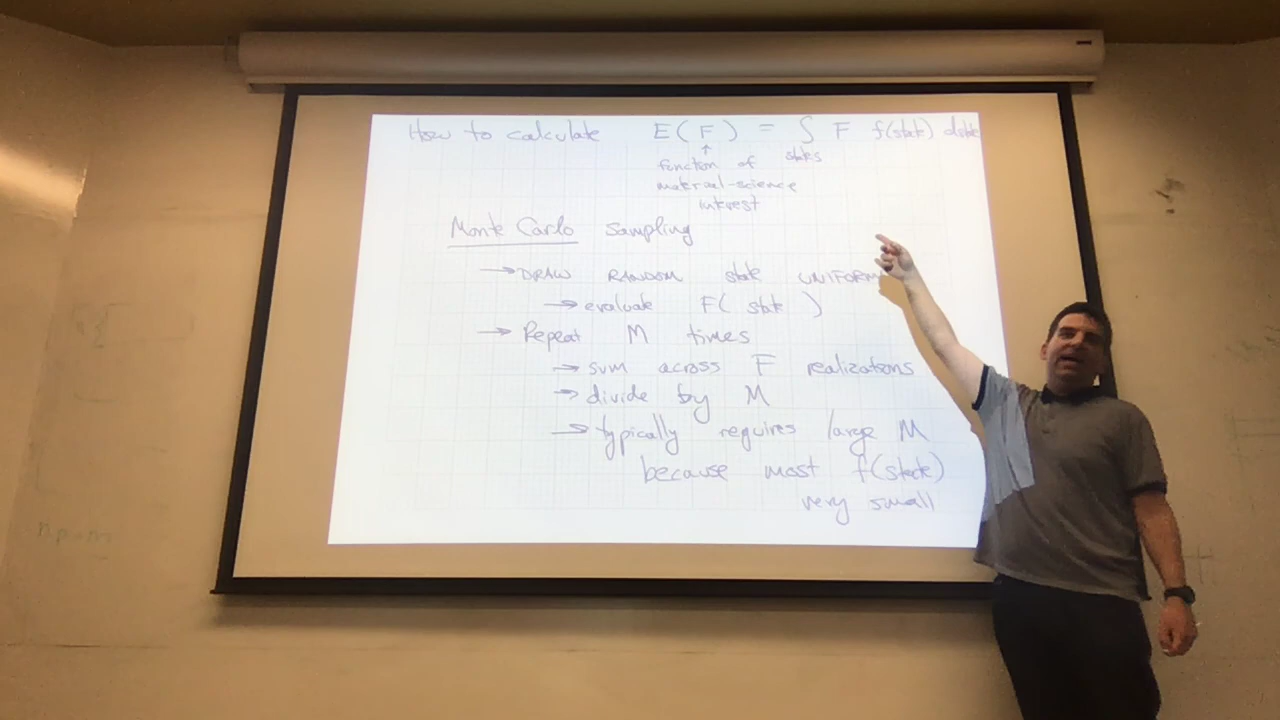 How to calculate E(F) = ∫ F f(state) dstate
↑
function of states
material-science
interest
Monte Carlo Sampling
→ DRAW RANDOM state UNIFORM
→ evaluate F( state )
→ Repeat M times
→ sum across F realizations
→ divide by M
→ typically requires large M
because most f(state)
very small